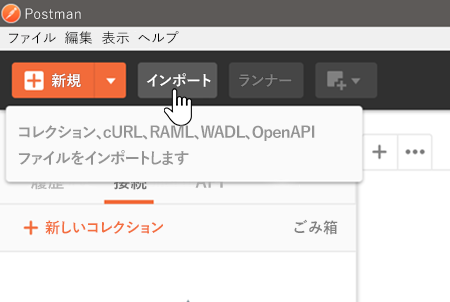 Postman
ファイル 編集 表示 ヘルプ
新規 インポート ランナー
コレクション、cURL、RAML、WADL、OpenAPI
ファイルをインポートします
履歴 接続 API
+ 新しいコレクション ごみ箱